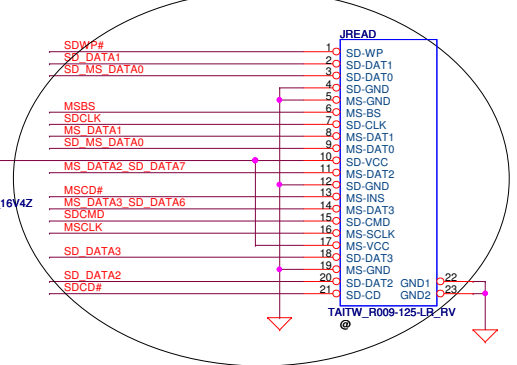 JREAD
SDWP# 1 SD-WP
SD_DATA1 2 SD-DAT1
SD_MS_DATA0 3 SD-DAT0
4 SD-GND
5 MS-GND
MSBS 6 MS-BS
SDCLK 7 SD-CLK
MS_DATA1 8 MS-DAT1
SD_MS_DATA0 9 MS-DAT0
10 SD-VCC
MS_DATA2_SD_DATA7 11 MS-DAT2
12 SD-GND
MSCD# 13 MS-INS
_16V4Z MS_DATA3_SD_DATA6 14 MS-DAT3
SDCMD 15 SD-CMD
MSCLK 16 MS-SCLK
17 MS-VCC
SD_DATA3 18 SD-DAT3
19 MS-GND
SD_DATA2 20 SD-DAT2 GND1 22
SDCD# 21 SD-CD GND2 23
TAITW_R009-125-LR_RV
@